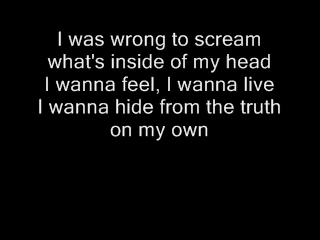 I was wrong to scream
what's inside of my head
I wanna feel, I wanna live
I wanna hide from the truth
on my own